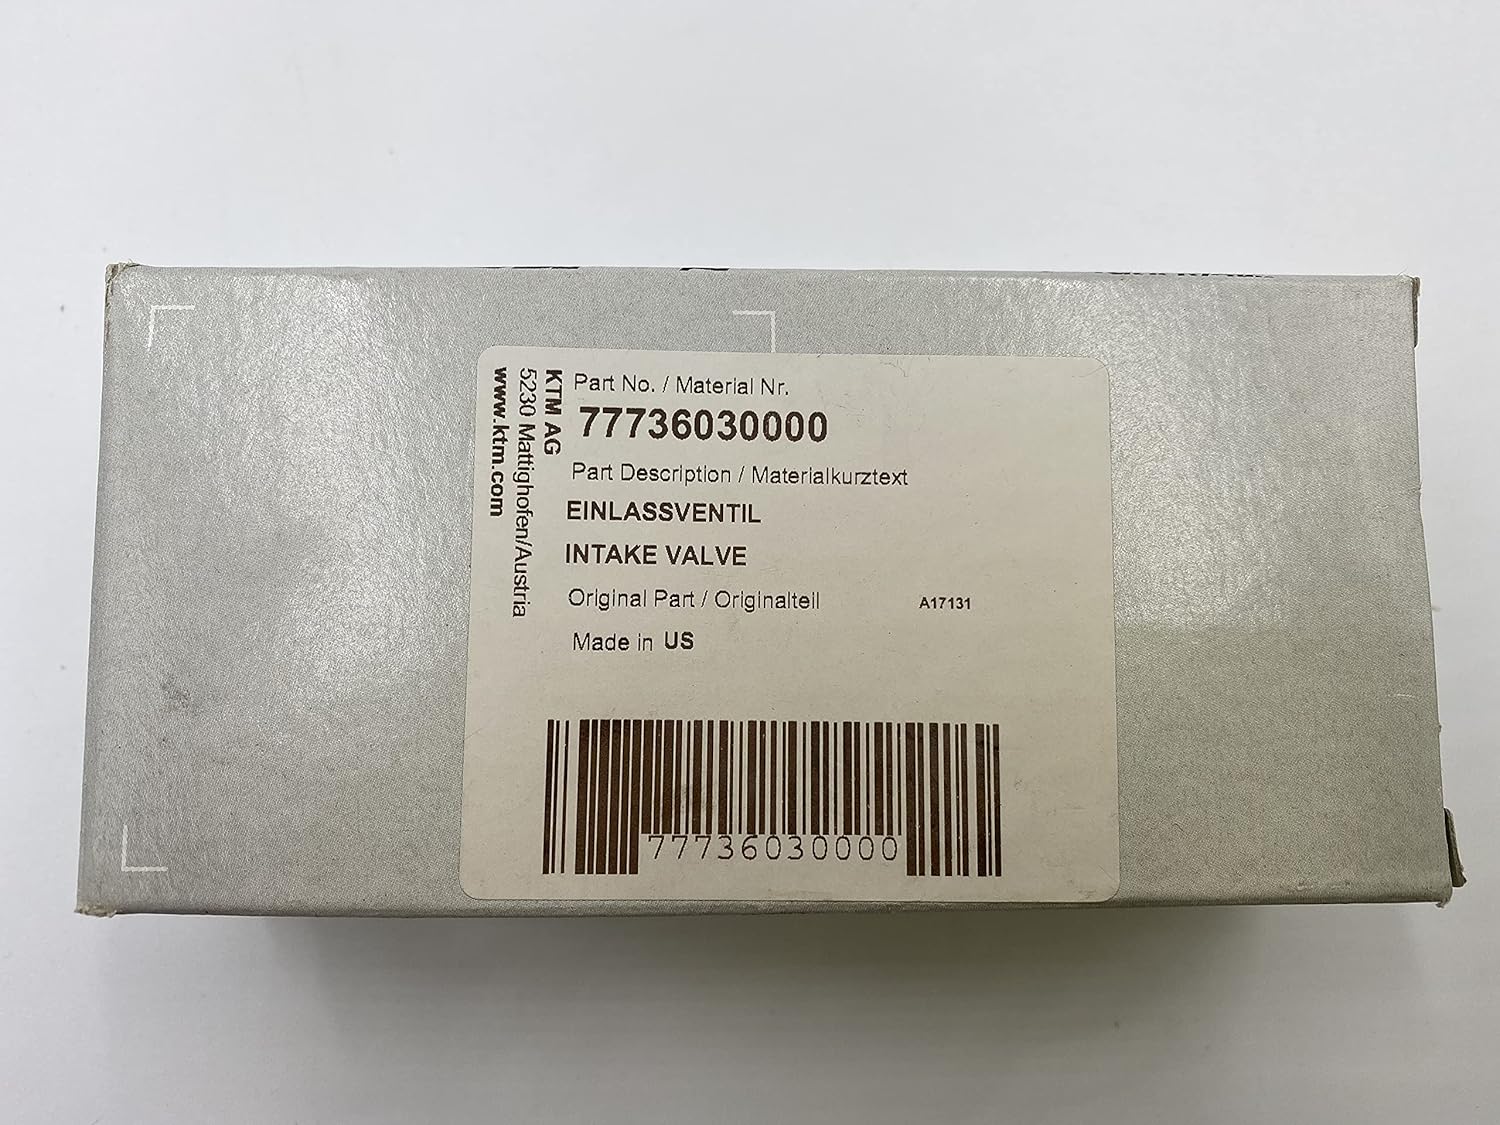 KTM AG
5230 Mattighofen/Austria
www.ktm.com
Part No. / Material Nr.
77736030000
Part Description / Materialkurztext
EINLASSVENTIL
INTAKE VALVE
Original Part / Originalteil A17131
Made in US
77736030000